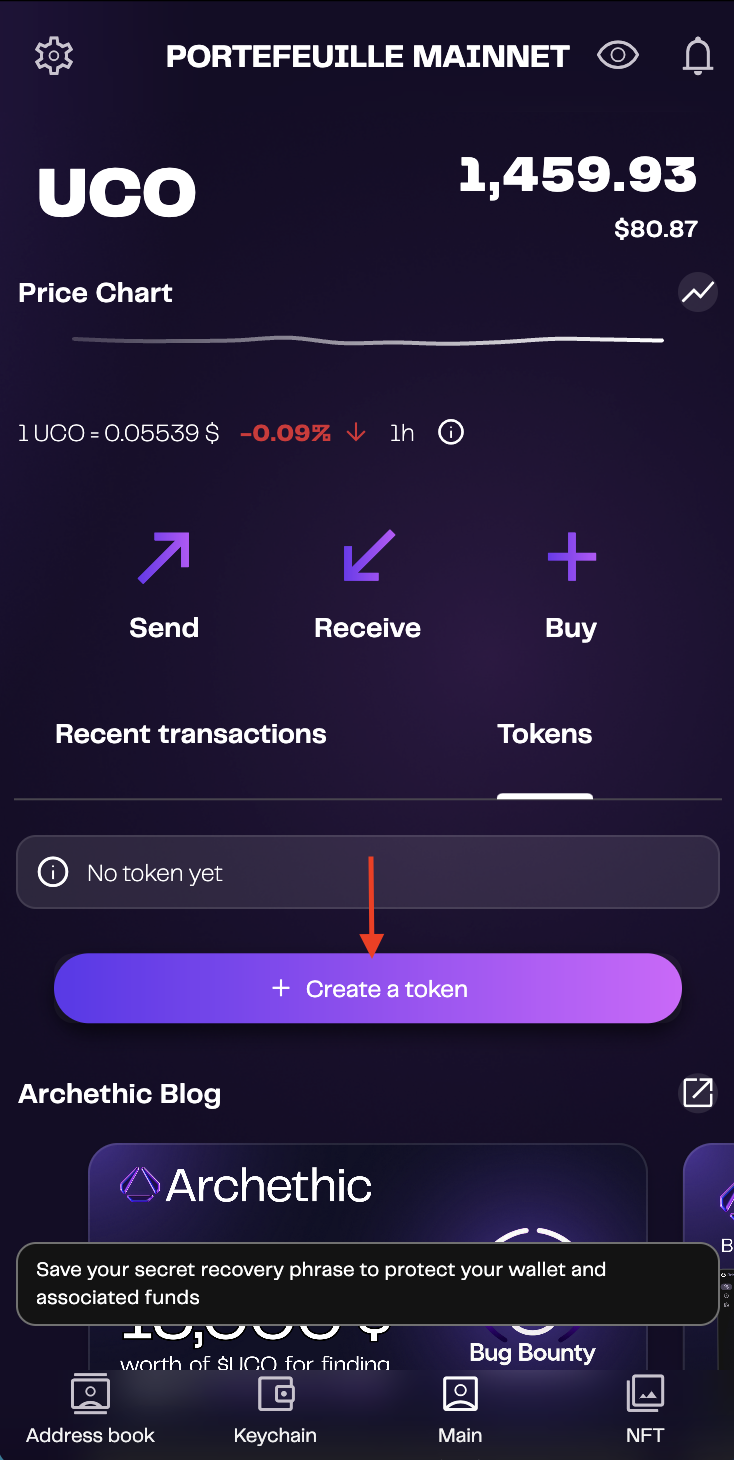 PORTEFEUILLE MAINNET
UCO
1,459.93
$80.87
Price Chart
1 UCO = 0.05539 $ -0.09% 1h
Send
Receive
Buy
Recent transactions
Tokens
No token yet
+ Create a token
Archethic Blog
Archethic
Save your secret recovery phrase to protect your wallet and
associated funds
Bug Bounty
worth of $UCO for finding
Address book
Keychain
Main
NFT